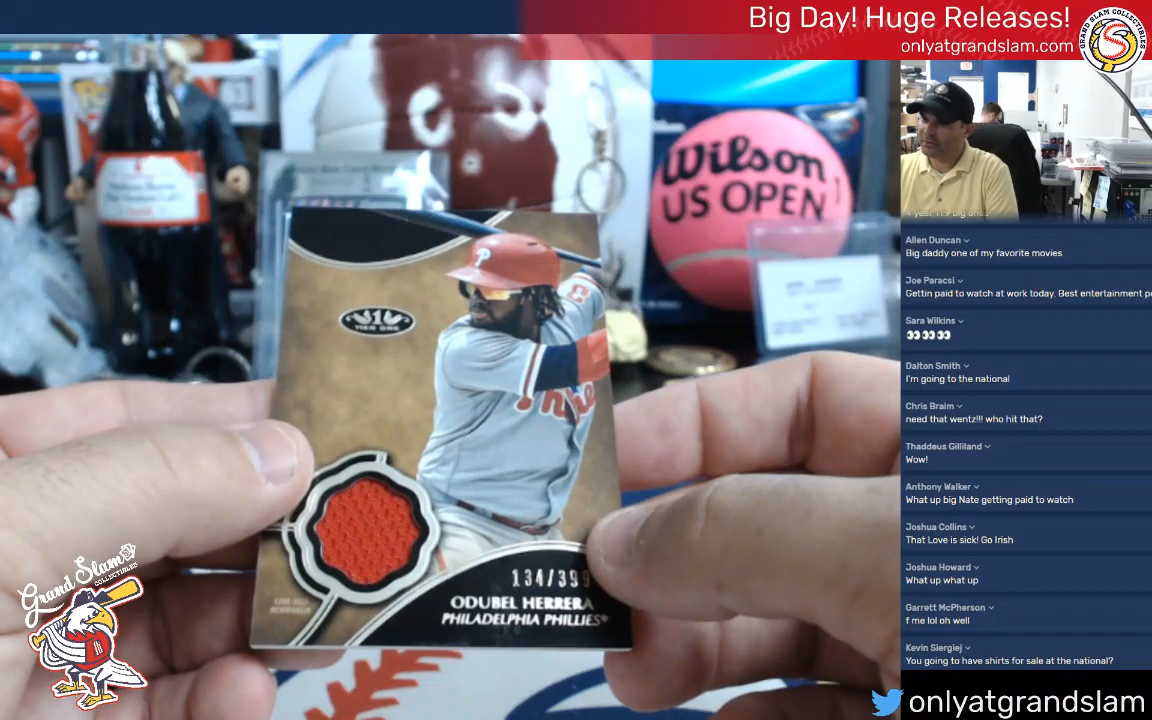 Big Day! Huge Releases!
onlyatgrandslam.com
GRAND SLAM COLLECTIBLES
Wilson
US OPEN
P
TIER ONE
134/399
ODUBEL HERRERA
PHILADELPHIA PHILLIES
Grand Slam
COLLECTIBLES
Allen Duncan
Big daddy one of my favorite movies
Joe Paracsi
Gettin paid to watch at work today. Best entertainment p
Sara Wilkins
👀👀👀
Dalton Smith
I'm going to the national
Chris Braim
need that wentz!!! who hit that?
Thaddeus Gilliland
Wow!
Anthony Walker
What up big Nate getting paid to watch
Joshua Collins
That Love is sick! Go Irish
Joshua Howard
What up what up
Garrett McPherson
f me lol oh well
Kevin Siergiej
You going to have shirts for sale at the national?
onlyatgrandslam